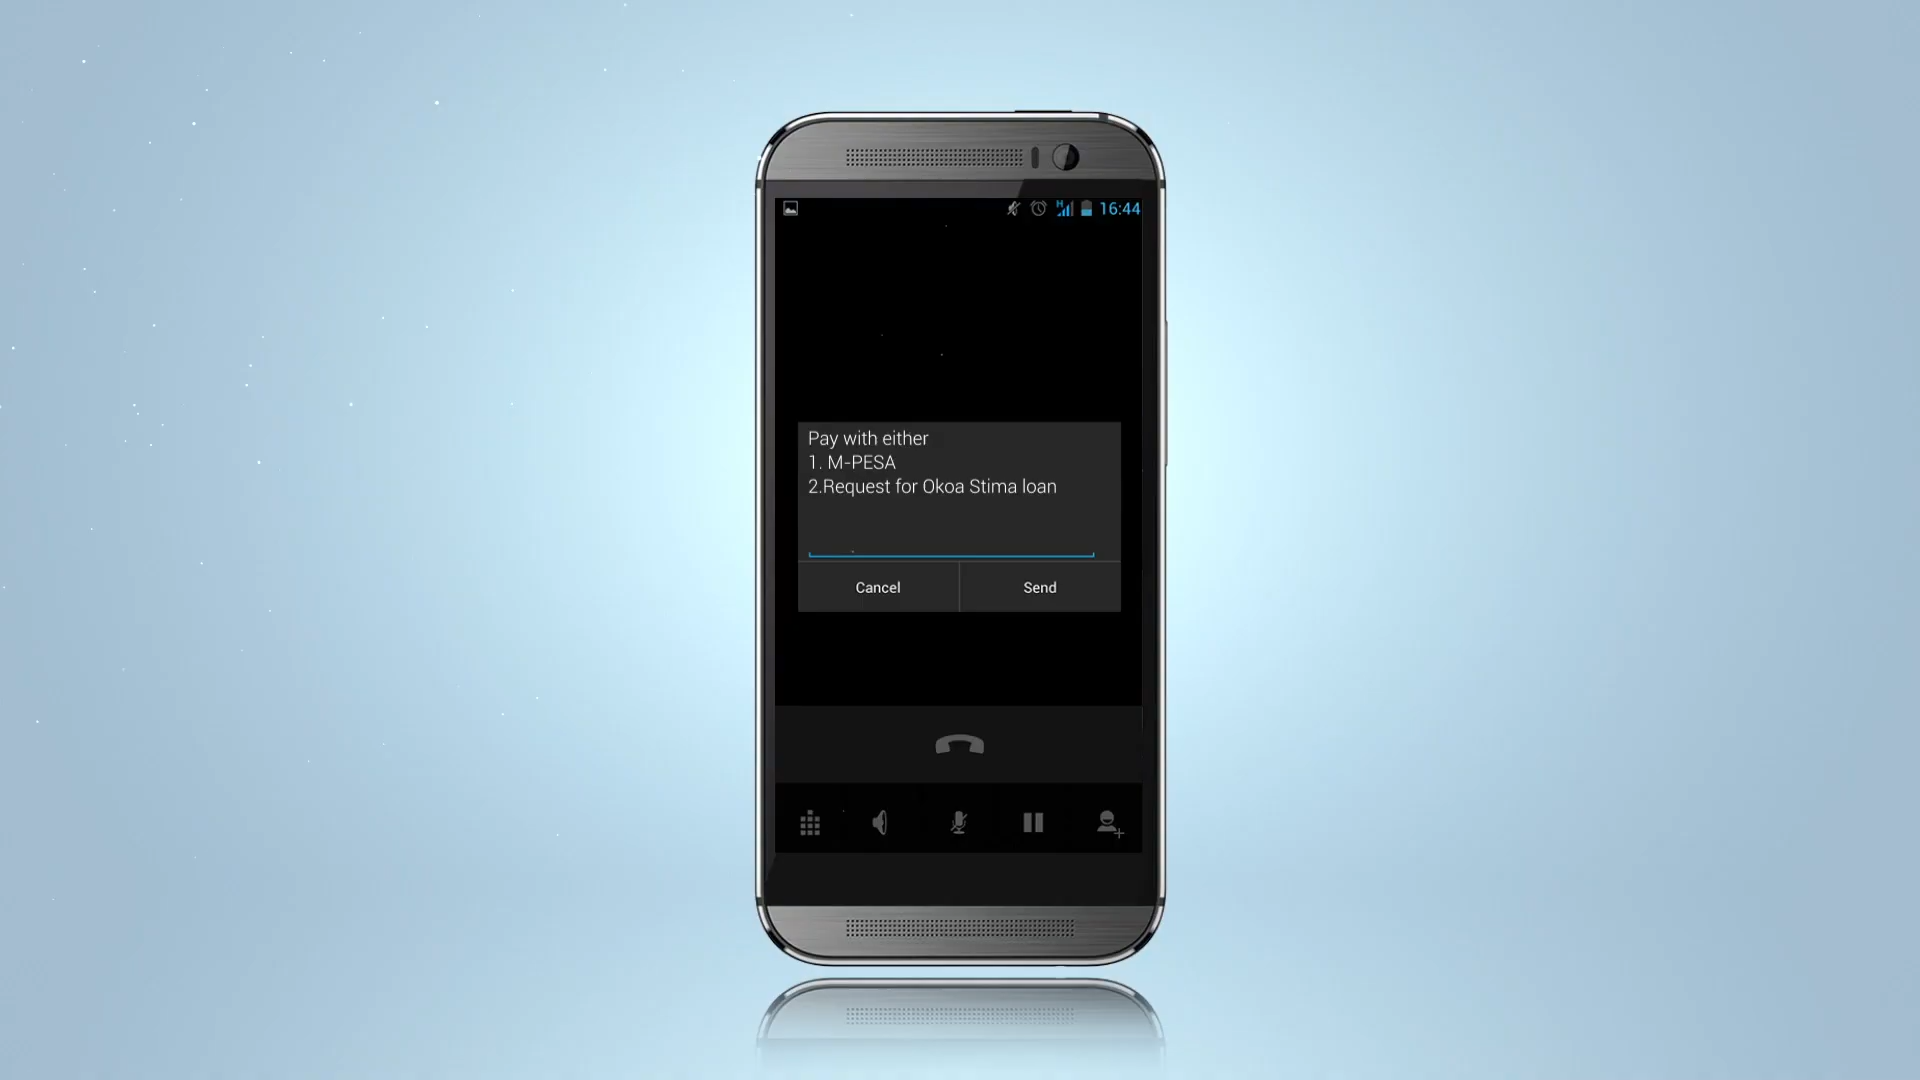 H
16:44
Pay with either
1. M-PESA
2.Request for Okoa Stima loan
Cancel
Send